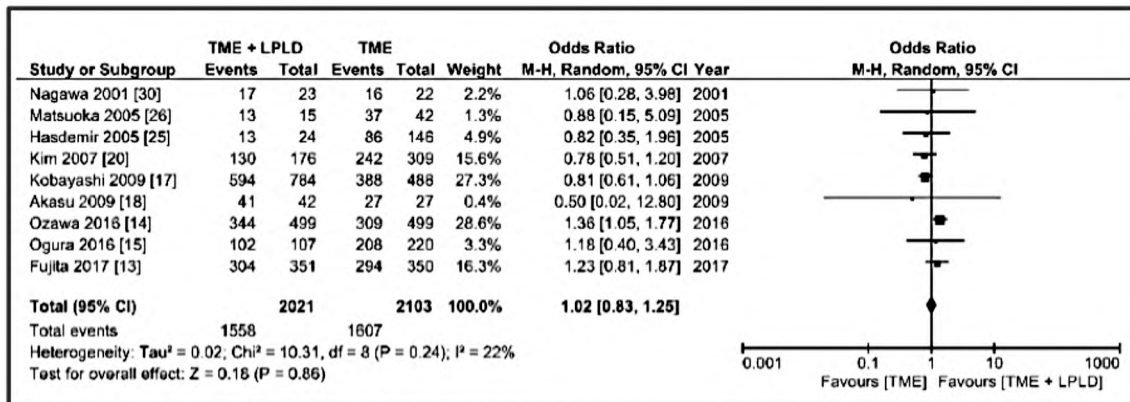 TME + LPLD TME Odds Ratio Odds Ratio
Study or Subgroup Events Total Events Total Weight M-H, Random, 95% CI Year M-H, Random, 95% CI
Nagawa 2001 [30] 17 23 16 22 2.2% 1.06 [0.28, 3.98] 2001
Matsuoka 2005 [26] 13 15 37 42 1.3% 0.88 [0.15, 5.09] 2005
Hasdemir 2005 [25] 13 24 86 146 4.9% 0.82 [0.35, 1.96] 2005
Kim 2007 [20] 130 176 242 309 15.6% 0.78 [0.51, 1.20] 2007
Kobayashi 2009 [17] 594 784 388 488 27.3% 0.81 [0.61, 1.06] 2009
Akasu 2009 [18] 41 42 27 27 0.4% 0.50 [0.02, 12.80] 2009
Ozawa 2016 [14] 344 499 309 499 28.6% 1.36 [1.05, 1.77] 2016
Ogura 2016 [15] 102 107 208 220 3.3% 1.18 [0.40, 3.43] 2016
Fujita 2017 [13] 304 351 294 350 16.3% 1.23 [0.81, 1.87] 2017
Total (95% CI) 2021 2103 100.0% 1.02 [0.83, 1.25]
Total events 1558 1607
Heterogeneity: Tau² = 0.02; Chi² = 10.31, df = 8 (P = 0.24); I² = 22%
Test for overall effect: Z = 0.18 (P = 0.86)
0.001 0.1 1 10 1000
Favours [TME] Favours [TME + LPLD]